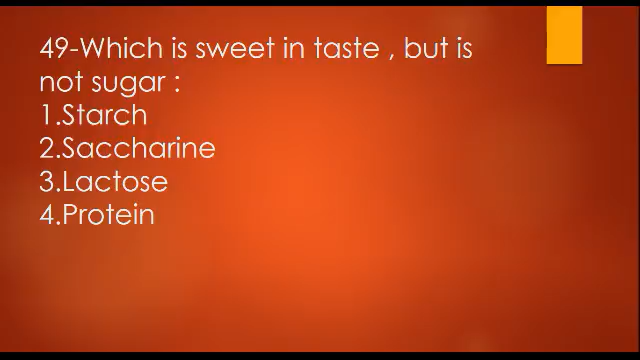 49-Which is sweet in taste , but is
not sugar :
1.Starch
2.Saccharine
3.Lactose
4.Protein